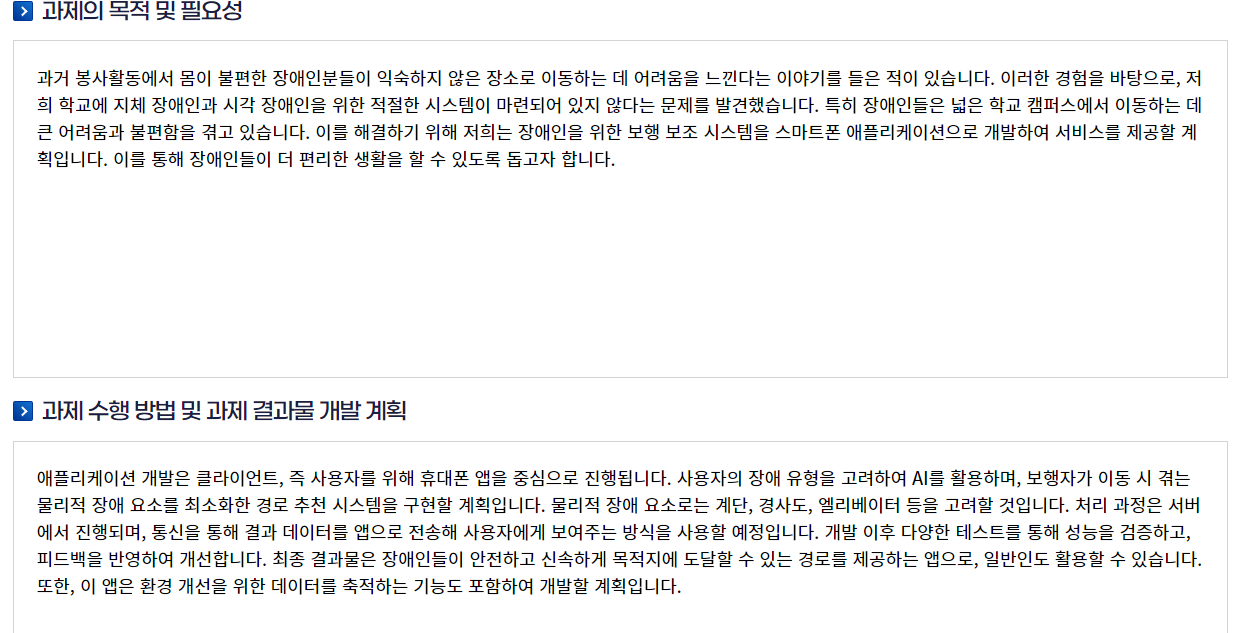 과제의 목적 및 필요성
과거 봉사활동에서 몸이 불편한 장애인분들이 익숙하지 않은 장소로 이동하는 데 어려움을 느낀다는 이야기를 들은 적이 있습니다. 이러한 경험을 바탕으로, 저
희 학교에 지체 장애인과 시각 장애인을 위한 적절한 시스템이 마련되어 있지 않다는 문제를 발견했습니다. 특히 장애인들은 넓은 학교 캠퍼스에서 이동하는 데
큰 어려움과 불편함을 겪고 있습니다. 이를 해결하기 위해 저희는 장애인을 위한 보행 보조 시스템을 스마트폰 애플리케이션으로 개발하여 서비스를 제공할 계
획입니다. 이를 통해 장애인들이 더 편리한 생활을 할 수 있도록 돕고자 합니다.
과제 수행 방법 및 과제 결과물 개발 계획
애플리케이션 개발은 클라이언트, 즉 사용자를 위해 휴대폰 앱을 중심으로 진행됩니다. 사용자의 장애 유형을 고려하여 AI를 활용하며, 보행자가 이동 시 겪는
물리적 장애 요소를 최소화한 경로 추천 시스템을 구현할 계획입니다. 물리적 장애 요소로는 계단, 경사도, 엘리베이터 등을 고려할 것입니다. 처리 과정은 서버
에서 진행되며, 통신을 통해 결과 데이터를 앱으로 전송해 사용자에게 보여주는 방식을 사용할 예정입니다. 개발 이후 다양한 테스트를 통해 성능을 검증하고,
피드백을 반영하여 개선합니다. 최종 결과물은 장애인들이 안전하고 신속하게 목적지에 도달할 수 있는 경로를 제공하는 앱으로, 일반인도 활용할 수 있습니다.
또한, 이 앱은 환경 개선을 위한 데이터를 축적하는 기능도 포함하여 개발할 계획입니다.